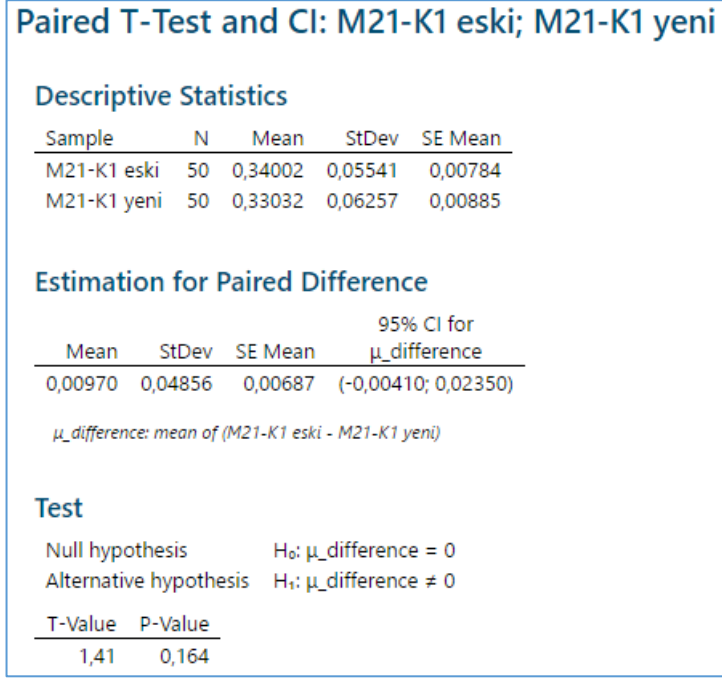 Paired T-Test and CI: M21-K1 eski; M21-K1 yeni
Descriptive Statistics
Sample N Mean StDev SE Mean
M21-K1 eski 50 0,34002 0,05541 0,00784
M21-K1 yeni 50 0,33032 0,06257 0,00885
Estimation for Paired Difference
95% CI for
Mean StDev SE Mean μ_difference
0,00970 0,04856 0,00687 (-0,00410; 0,02350)
μ_difference: mean of (M21-K1 eski - M21-K1 yeni)
Test
Null hypothesis H₀: μ_difference = 0
Alternative hypothesis H₁: μ_difference ≠ 0
T-Value P-Value
1,41 0,164